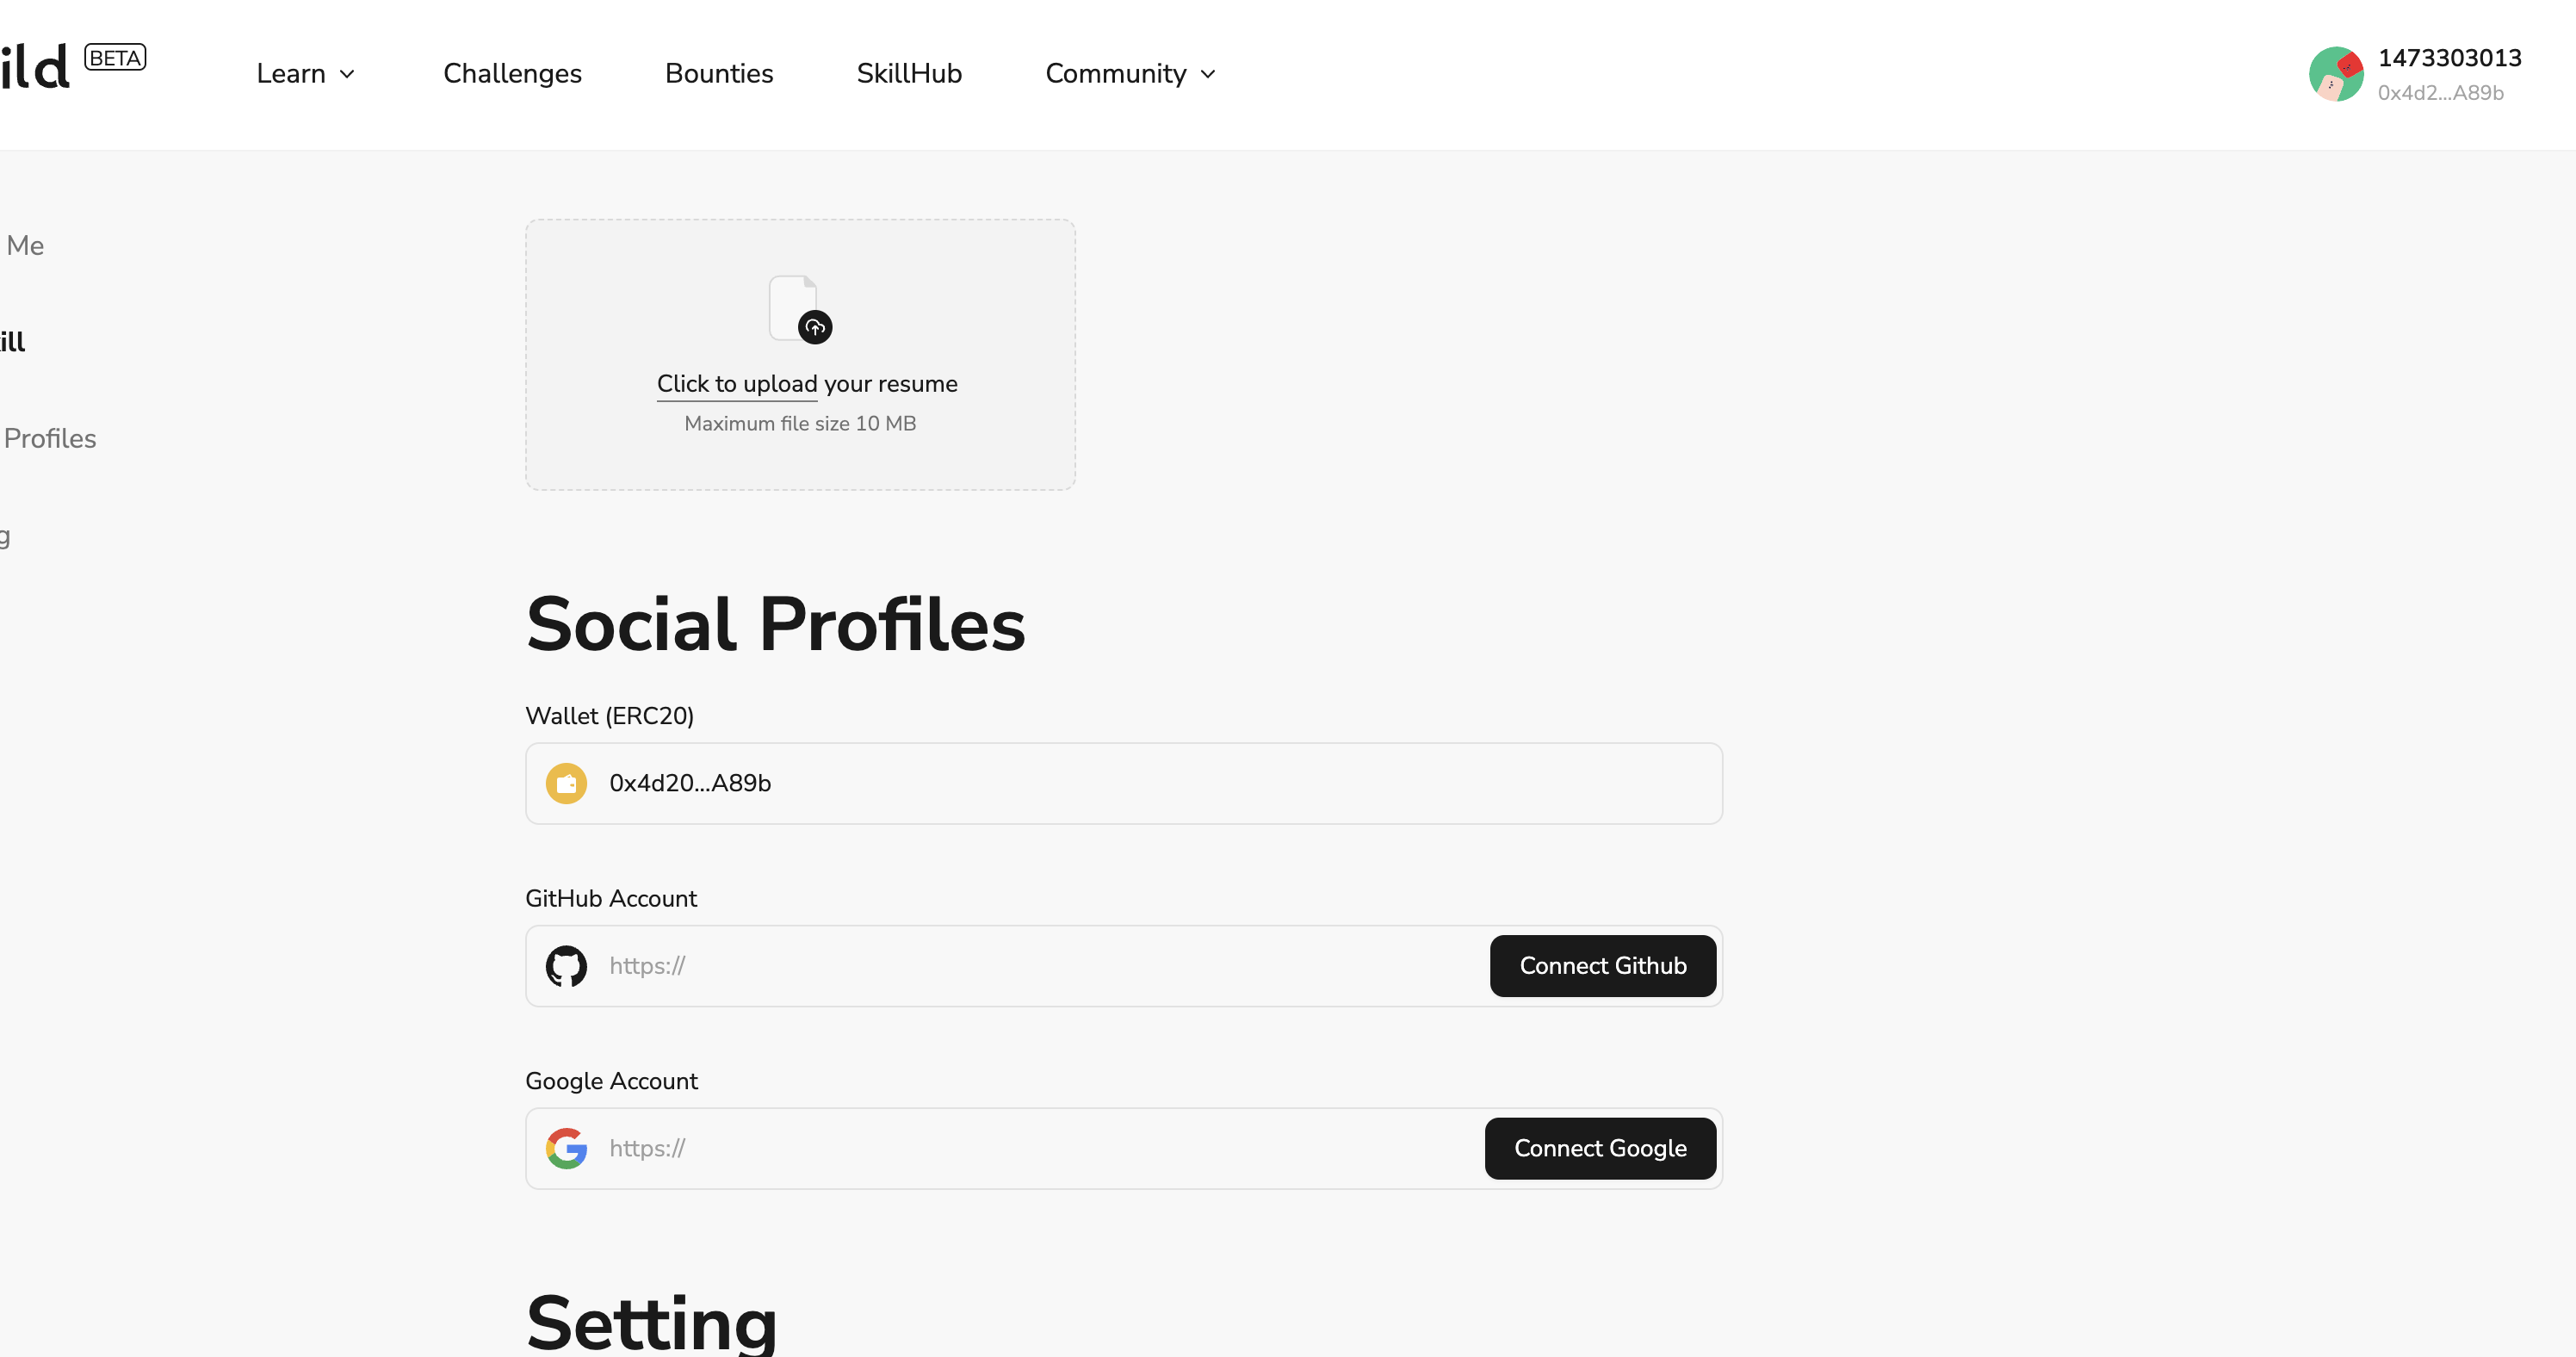 ild BETA
Learn
Challenges
Bounties
SkillHub
Community
1473303013
0x4d2...A89b
Me
ill
Profiles
g
Click to upload your resume
Maximum file size 10 MB
Social Profiles
Wallet (ERC20)
0x4d20...A89b
GitHub Account
https://
Connect Github
Google Account
https://
Connect Google
Setting